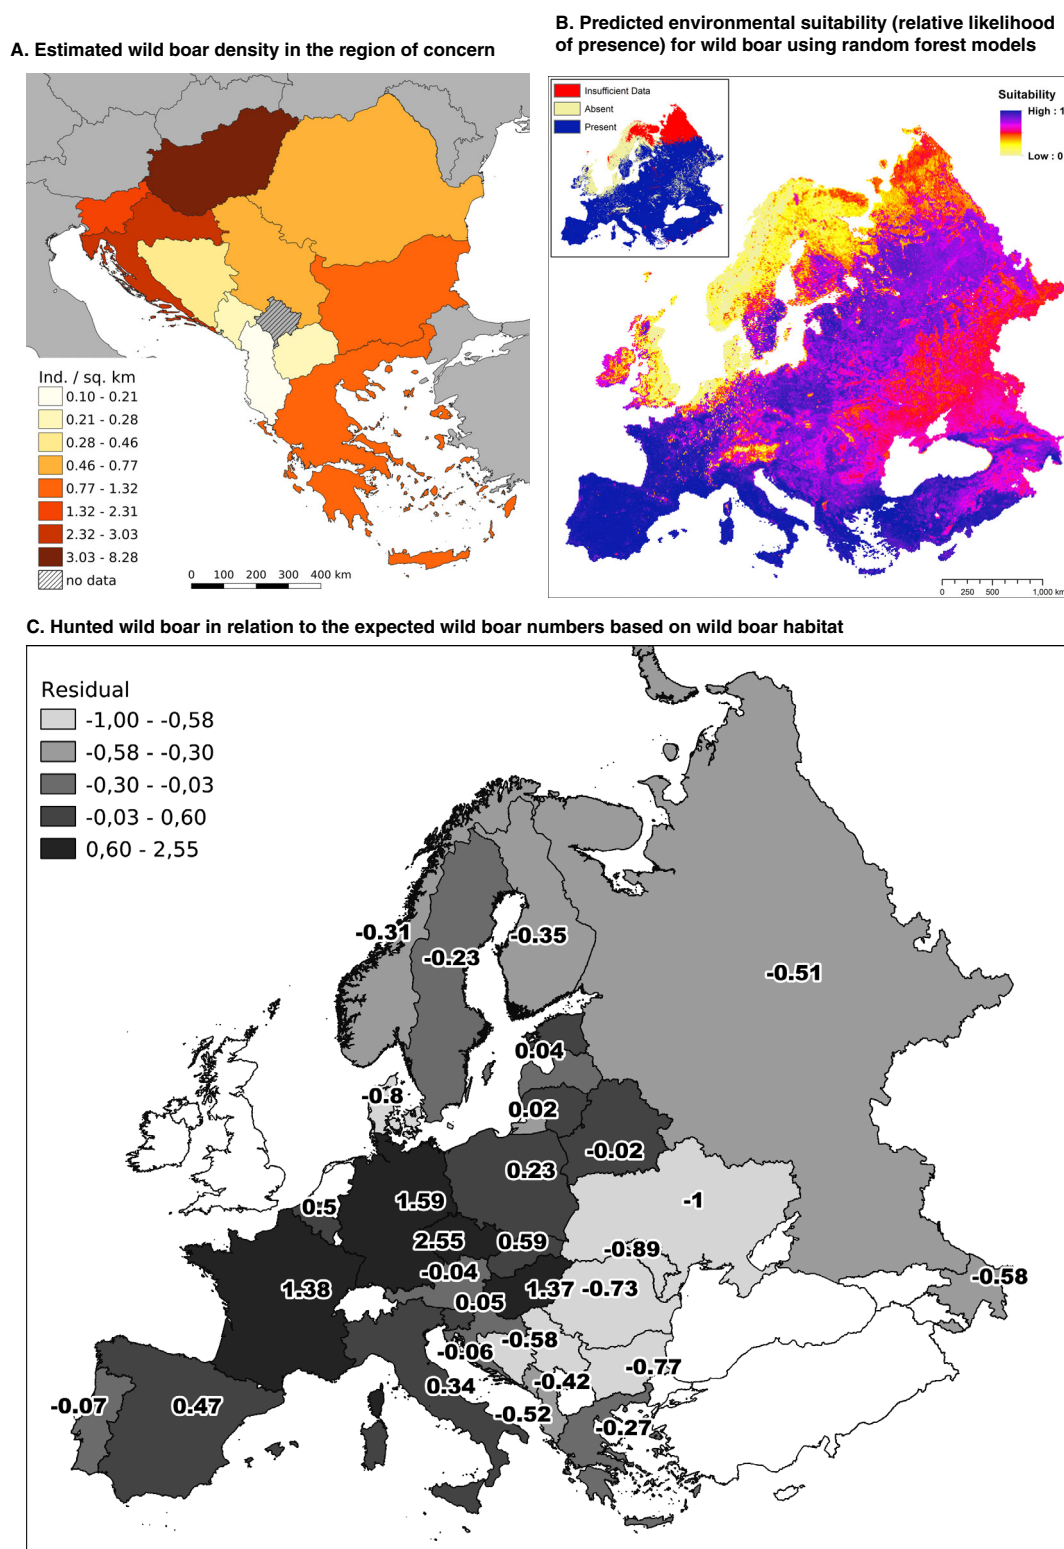 A. Estimated wild boar density in the region of concern
Ind. / sq. km
0.10 - 0.21
0.21 - 0.28
0.28 - 0.46
0.46 - 0.77
0.77 - 1.32
1.32 - 2.31
2.32 - 3.03
3.03 - 8.28
no data
0 100 200 300 400 km
B. Predicted environmental suitability (relative likelihood
of presence) for wild boar using random forest models
Insufficient Data
Absent
Present
Suitability
High : 1
Low : 0
0 250 500 1,000 km
C. Hunted wild boar in relation to the expected wild boar numbers based on wild boar habitat
Residual
-1,00 - -0,58
-0,58 - -0,30
-0,30 - -0,03
-0,03 - 0,60
0,60 - 2,55
-0.31
-0.35
-0.23
-0.51
0.04
-0.8
0.02
-0.02
0.23
0.5
1.59
-1
2.55
0.59
-0.89
-0.04
-0.58
1.38
1.37
-0.73
0.05
-0.58
-0.06
-0.77
-0.42
0.34
-0.07
0.47
-0.52
-0.27